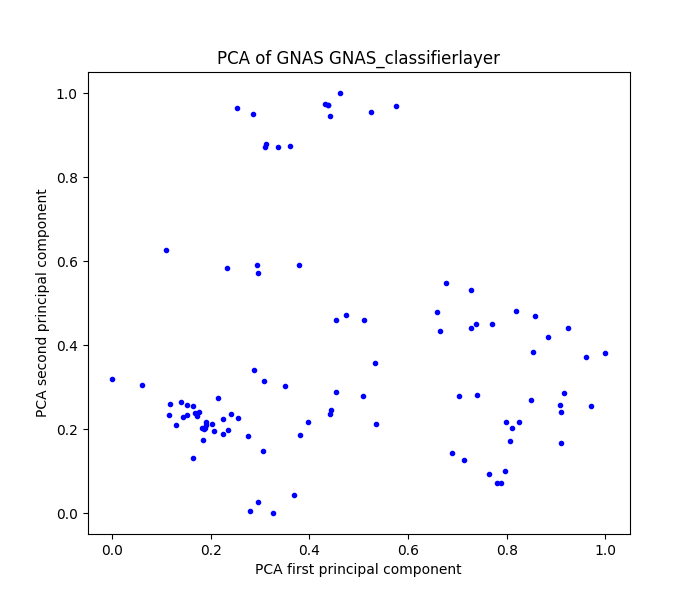 PCA of GNAS GNAS_classifierlayer
1.0
0.8
0.6
0.4
0.2
0.0
PCA second principal component
0.0 0.2 0.4 0.6 0.8 1.0
PCA first principal component